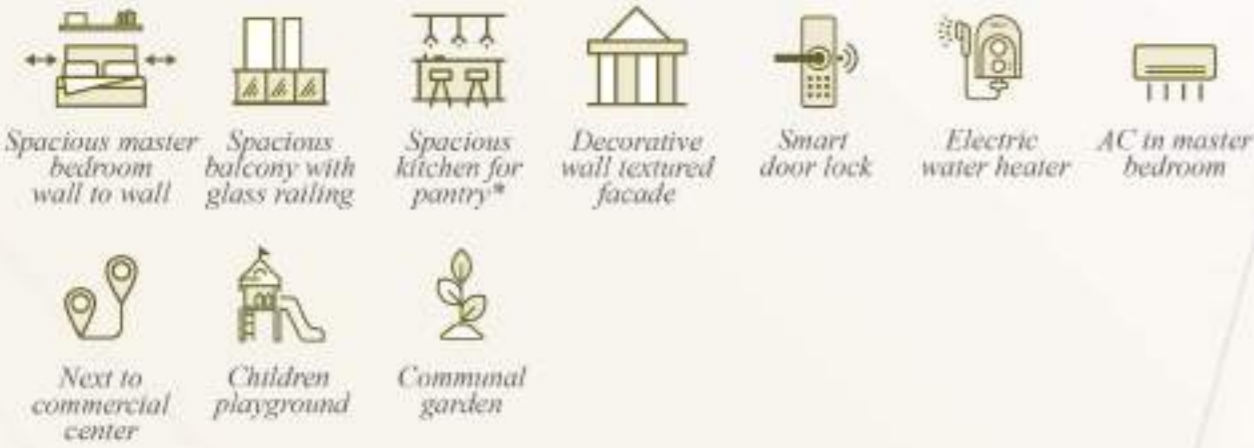 Spacious master
bedroom
wall to wall
Spacious
balcony with
glass railing
Spacious
kitchen for
pantry*
Decorative
wall textured
facade
Smart
door lock
Electric
water heater
AC in master
bedroom
Next to
commercial
center
Children
playground
Communal
garden